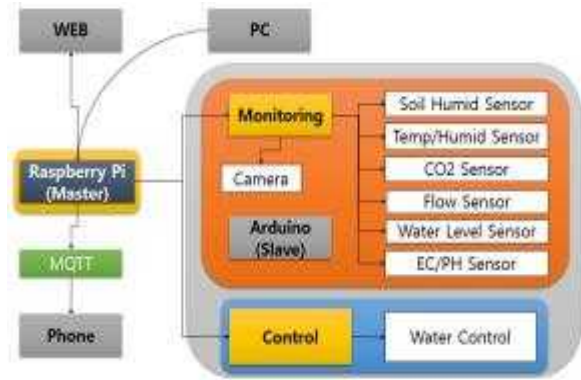 WEB
PC
Raspberry Pi
(Master)
MQTT
Phone
Monitoring
Camera
Arduino
(Slave)
Soil Humid Sensor
Temp/Humid Sensor
CO2 Sensor
Flow Sensor
Water Level Sensor
EC/PH Sensor
Control
Water Control